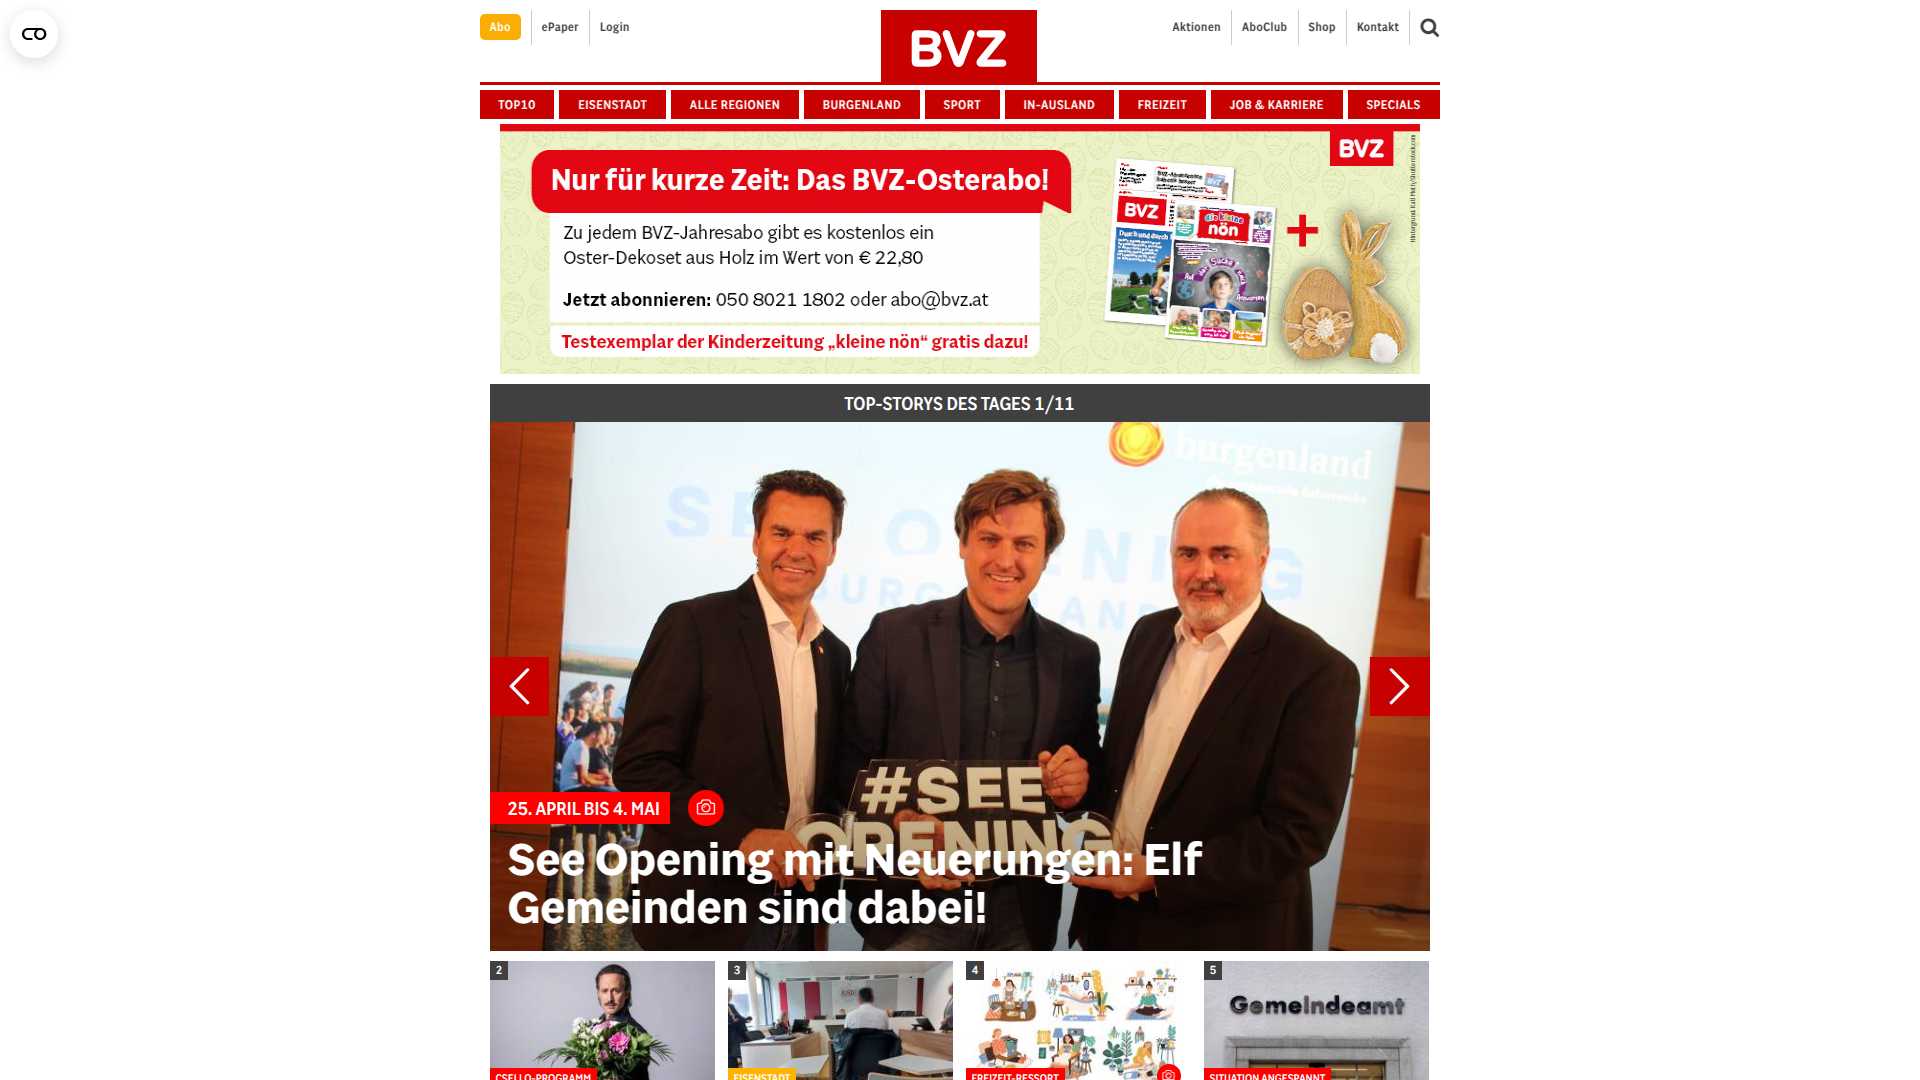 Abo
ePaper
Login
BVZ
Aktionen
AboClub
Shop
Kontakt
TOP10
EISENSTADT
ALLE REGIONEN
BURGENLAND
SPORT
IN-AUSLAND
FREIZEIT
JOB & KARRIERE
SPECIALS
Nur für kurze Zeit: Das BVZ-Osterabo!
Zu jedem BVZ-Jahresabo gibt es kostenlos ein
Oster-Dekoset aus Holz im Wert von € 22,80
Jetzt abonnieren: 050 8021 1802 oder abo@bvz.at
Testexemplar der Kinderzeitung „kleine nön“ gratis dazu!
BVZ
BVZ
die kleine
nön
+
TOP-STORYS DES TAGES 1/11
burgenland
#SEE
OPENING
25. APRIL BIS 4. MAI
See Opening mit Neuerungen: Elf
Gemeinden sind dabei!
2
3
4
5
GemeIndeamt
CSELLO-PROGRAMM
EISENSTADT
FREIZEIT-RESSORT
SITUATION ANGESPANNT